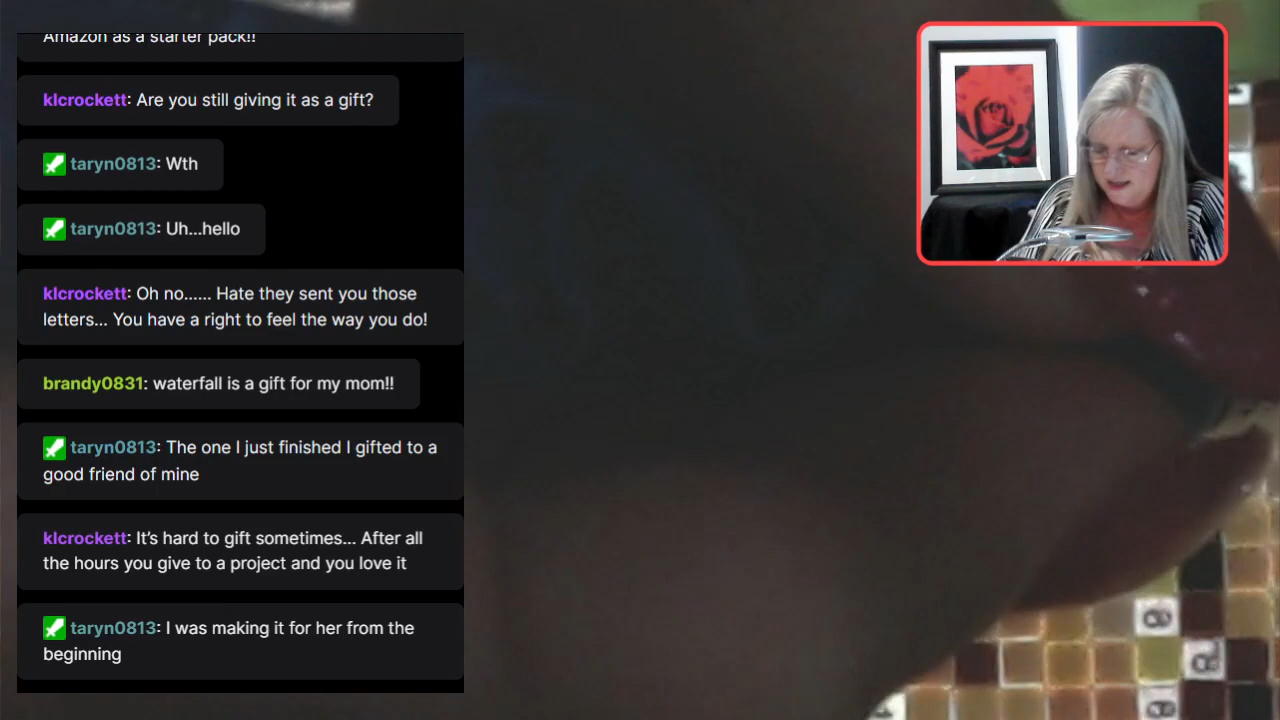 Amazon as a starter pack!!
klcrockett: Are you still giving it as a gift?
taryn0813: Wth
taryn0813: Uh...hello
klcrockett: Oh no...... Hate they sent you those
letters... You have a right to feel the way you do!
brandy0831: waterfall is a gift for my mom!!
taryn0813: The one I just finished I gifted to a
good friend of mine
klcrockett: It's hard to gift sometimes... After all
the hours you give to a project and you love it
taryn0813: I was making it for her from the
beginning